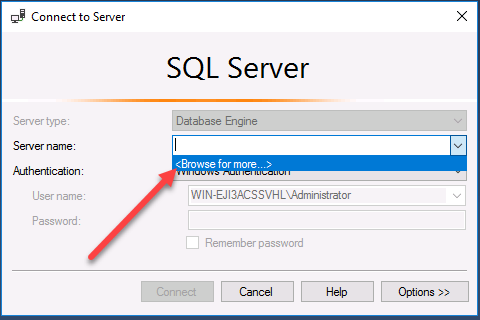 Connect to Server
SQL Server
Server type:
Database Engine
Server name:
<Browse for more...>
Authentication:
Windows Authentication
User name:
WIN-EJI3ACSSVHL\Administrator
Password:
Remember password
Connect
Cancel
Help
Options >>